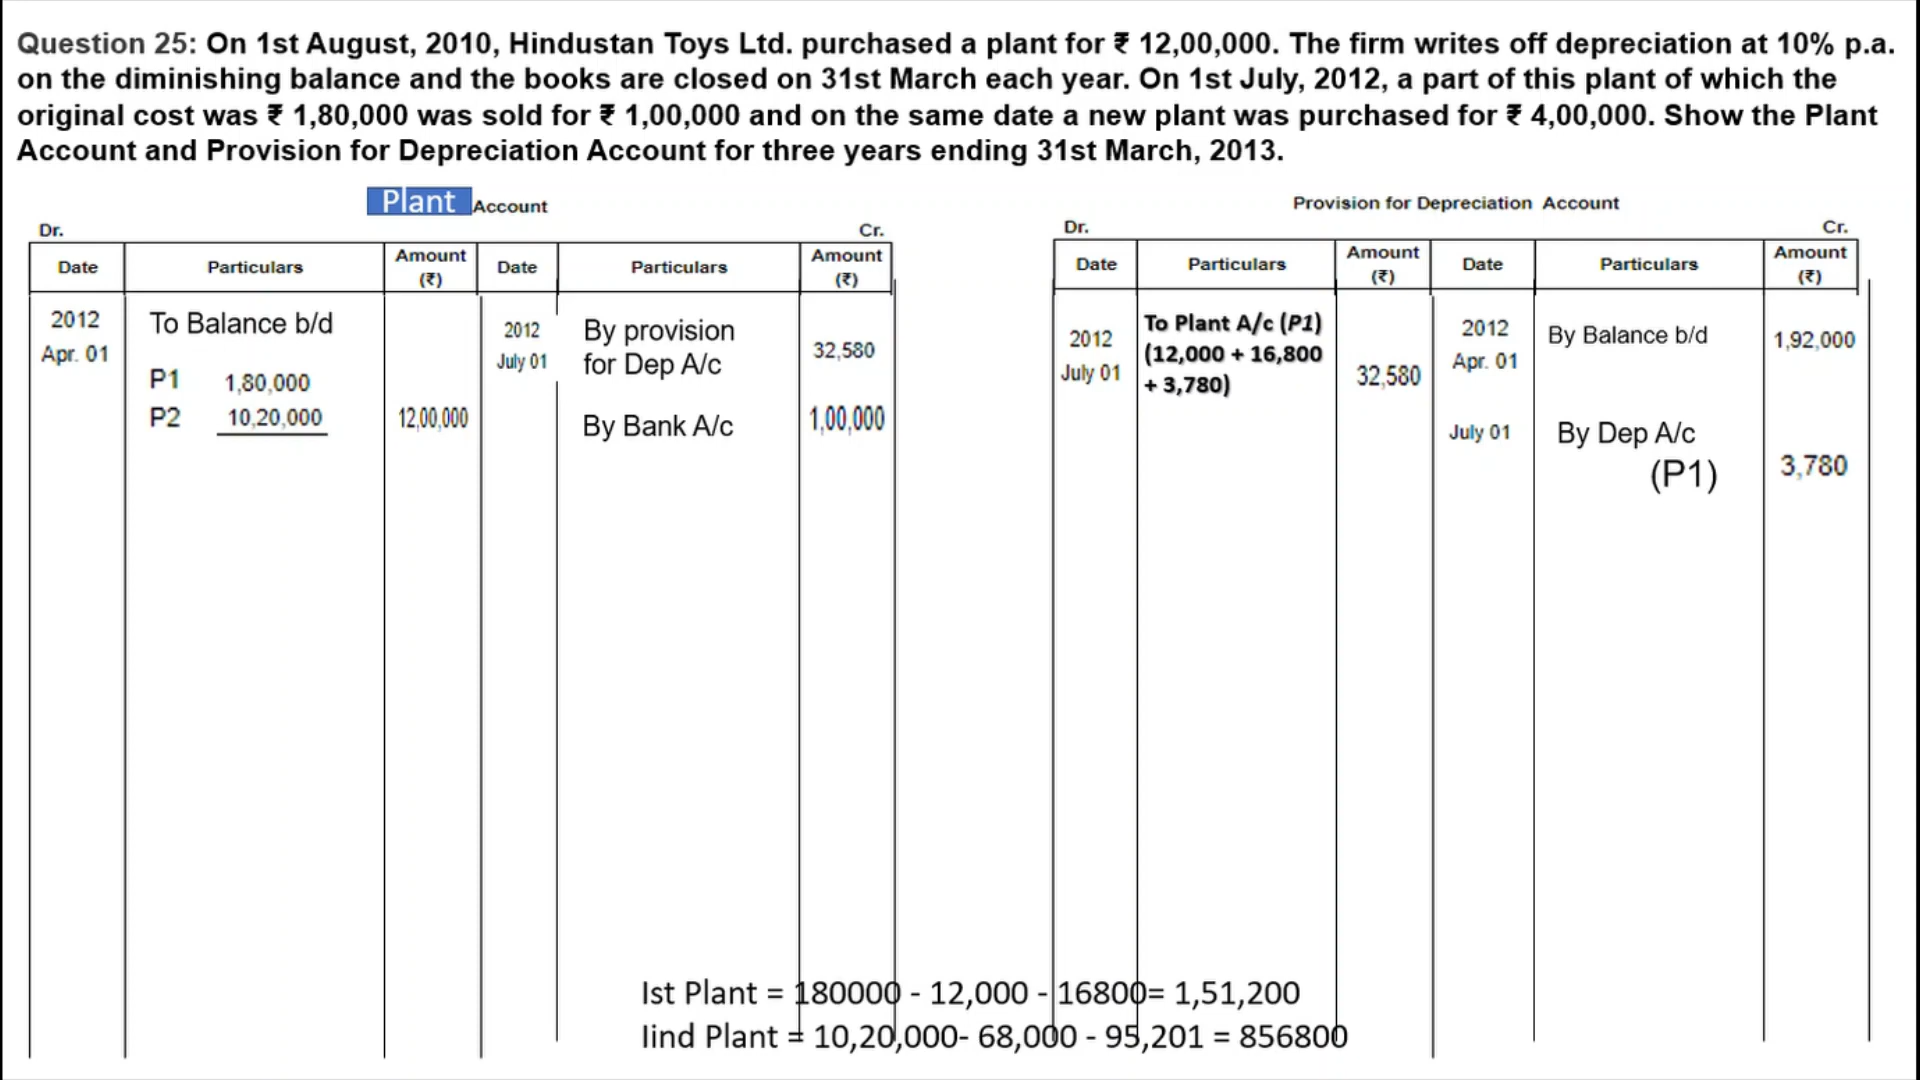 Question 25: On 1st August, 2010, Hindustan Toys Ltd. purchased a plant for ₹ 12,00,000. The firm writes off depreciation at 10% p.a.
on the diminishing balance and the books are closed on 31st March each year. On 1st July, 2012, a part of this plant of which the
original cost was ₹ 1,80,000 was sold for ₹ 1,00,000 and on the same date a new plant was purchased for ₹ 4,00,000. Show the Plant
Account and Provision for Depreciation Account for three years ending 31st March, 2013.
Plant Account
Dr. Cr.
Date Particulars Amount (₹) Date Particulars Amount (₹)
2012 To Balance b/d 2012 By provision
Apr. 01 July 01 for Dep A/c 32,580
P1 1,80,000
P2 10,20,000 12,00,000 By Bank A/c 1,00,000
Provision for Depreciation Account
Dr. Cr.
Date Particulars Amount (₹) Date Particulars Amount (₹)
2012 To Plant A/c (P1) 2012 By Balance b/d 1,92,000
July 01 (12,000 + 16,800 32,580 Apr. 01
+ 3,780)
July 01 By Dep A/c
(P1) 3,780
Ist Plant = 180000 - 12,000 - 16800= 1,51,200
Iind Plant = 10,20,000- 68,000 - 95,201 = 856800